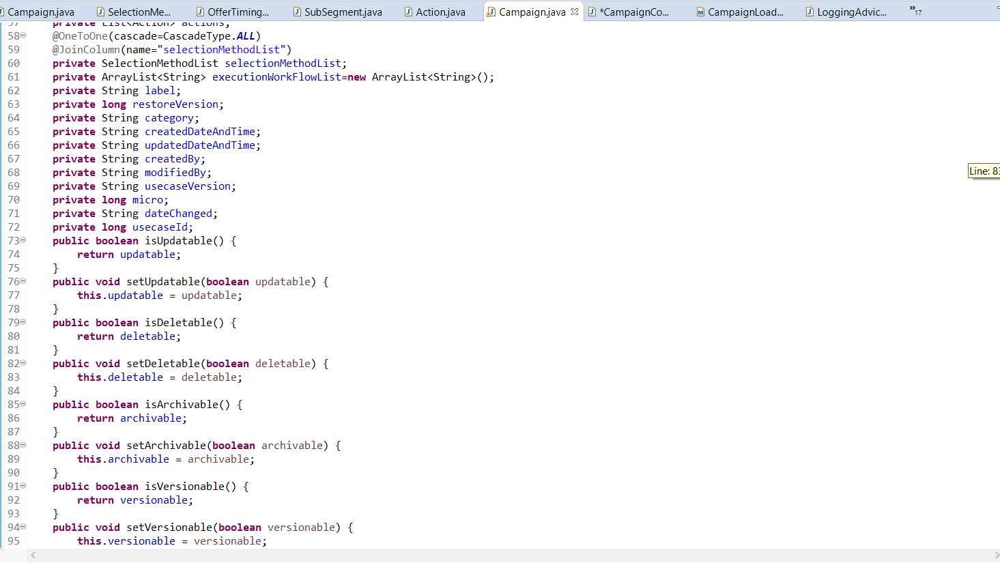 Campaign.java SelectionMe... OfferTiming... SubSegment.java Action.java Campaign.java *CampaignCo... CampaignLoad... LoggingAdvic... »17
57 private List<Action> actions;
58 @OneToOne(cascade=CascadeType.ALL)
59 @JoinColumn(name="selectionMethodList")
60 private SelectionMethodList selectionMethodList;
61 private ArrayList<String> executionWorkFlowList=new ArrayList<String>();
62 private String label;
63 private long restoreVersion;
64 private String category;
65 private String createdDateAndTime;
66 private String updatedDateAndTime;
67 private String createdBy;
68 private String modifiedBy;
Line: 83
69 private String usecaseVersion;
70 private long micro;
71 private String dateChanged;
72 private long usecaseId;
73 public boolean isUpdatable() {
74 return updatable;
75 }
76 public void setUpdatable(boolean updatable) {
77 this.updatable = updatable;
78 }
79 public boolean isDeletable() {
80 return deletable;
81 }
82 public void setDeletable(boolean deletable) {
83 this.deletable = deletable;
84 }
85 public boolean isArchivable() {
86 return archivable;
87 }
88 public void setArchivable(boolean archivable) {
89 this.archivable = archivable;
90 }
91 public boolean isVersionable() {
92 return versionable;
93 }
94 public void setVersionable(boolean versionable) {
95 this.versionable = versionable;